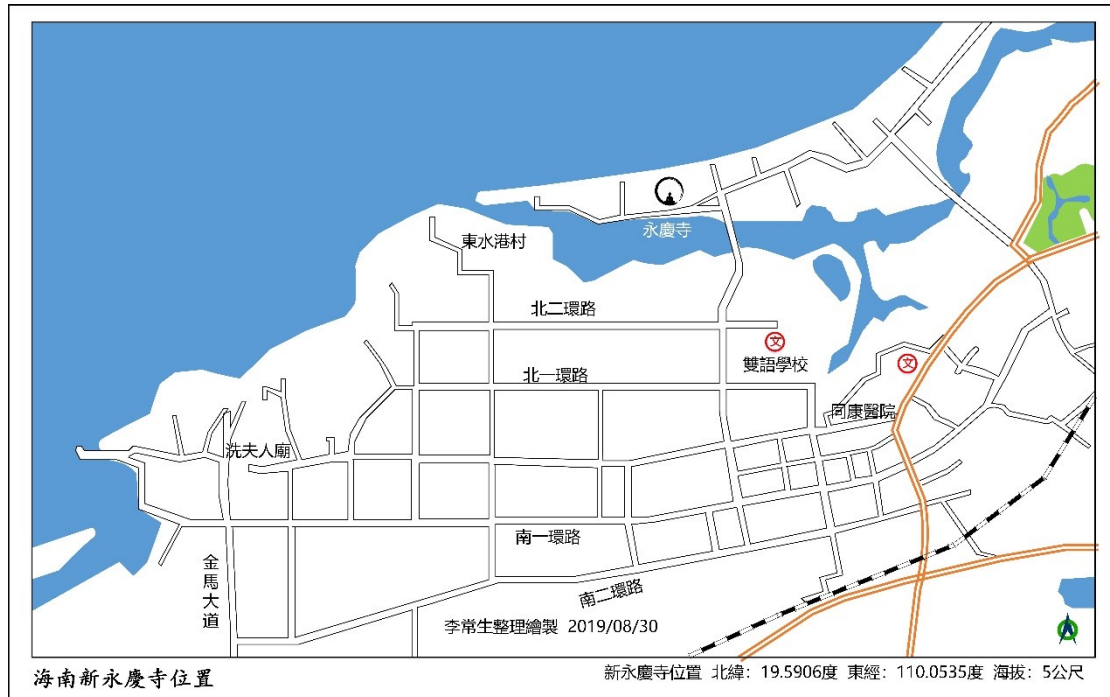 永慶寺
東水港村
北二環路
文
雙語學校
文
北一環路
阿康醫院
冼夫人廟
南一環路
金馬大道
南二環路
李常生整理繪製 2019/08/30
海南新永慶寺位置
新永慶寺位置 北緯：19.5906度 東經：110.0535度 海拔：5公尺